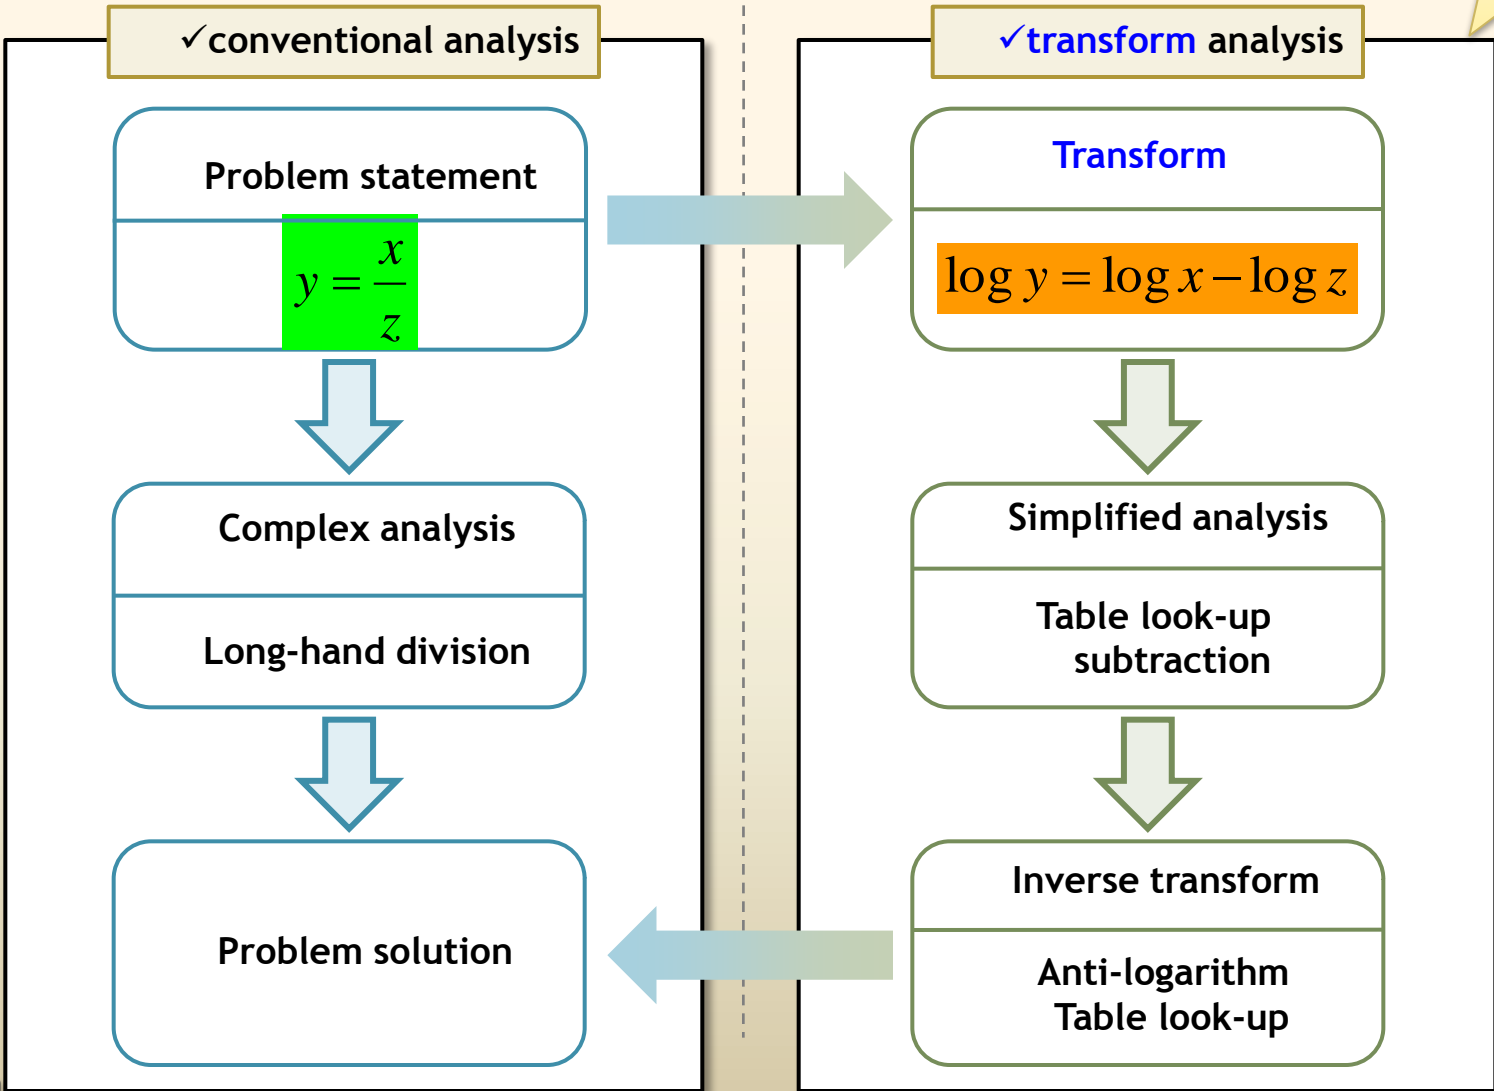 ✓conventional analysis
Problem statement
y = x/z
Complex analysis
Long-hand division
Problem solution
✓transform analysis
Transform
log y = log x − log z
Simplified analysis
Table look-up
subtraction
Inverse transform
Anti-logarithm
Table look-up